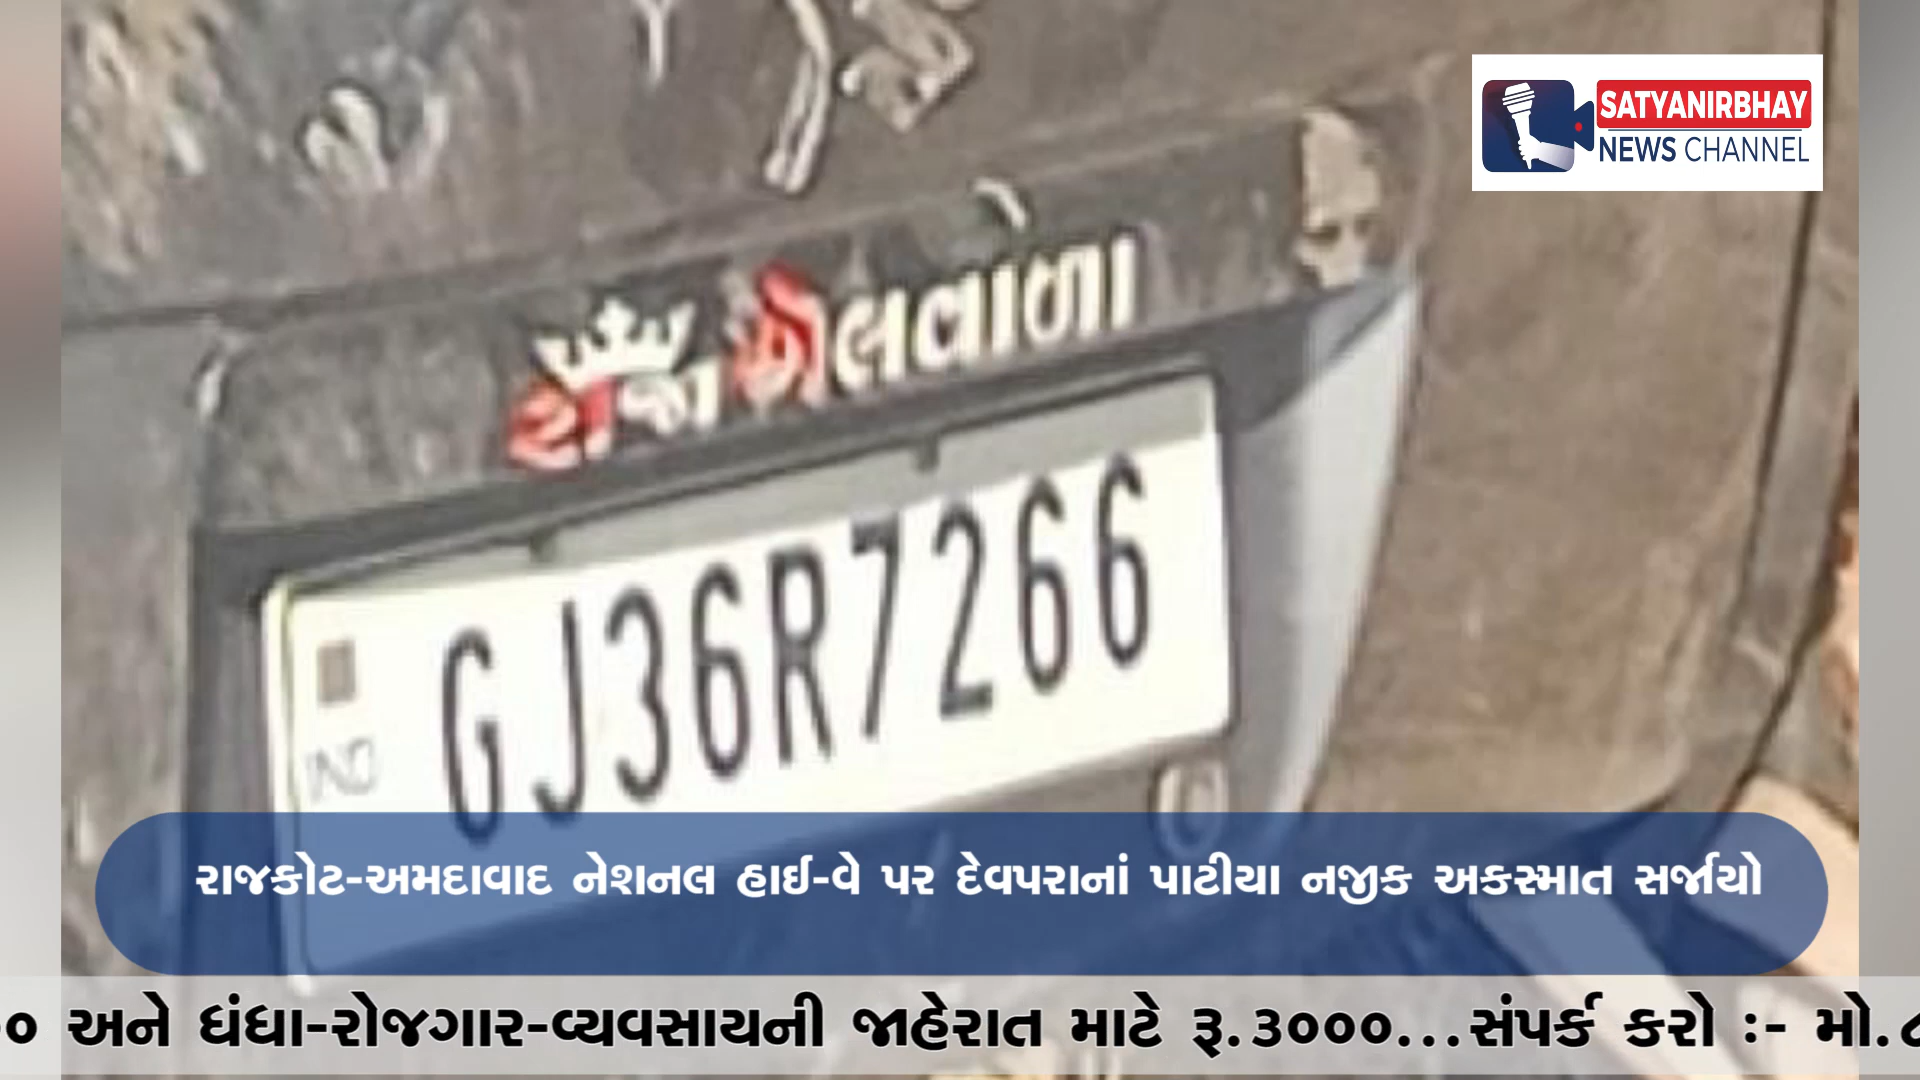 SATYANIRBHAY
NEWS CHANNEL
રાજા
લવાળા
GJ36R7266
IND
રાજકોટ-અમદાવાદ નેશનલ હાઈ-વે પર દેવપરાનાં પાટીયા નજીક અકસ્માત સર્જાયો
૦ અને ધંધા-રોજગાર-વ્યવસાયની જાહેરાત માટે રૂ.૩૦૦૦...સંપર્ક કરો :- મો.